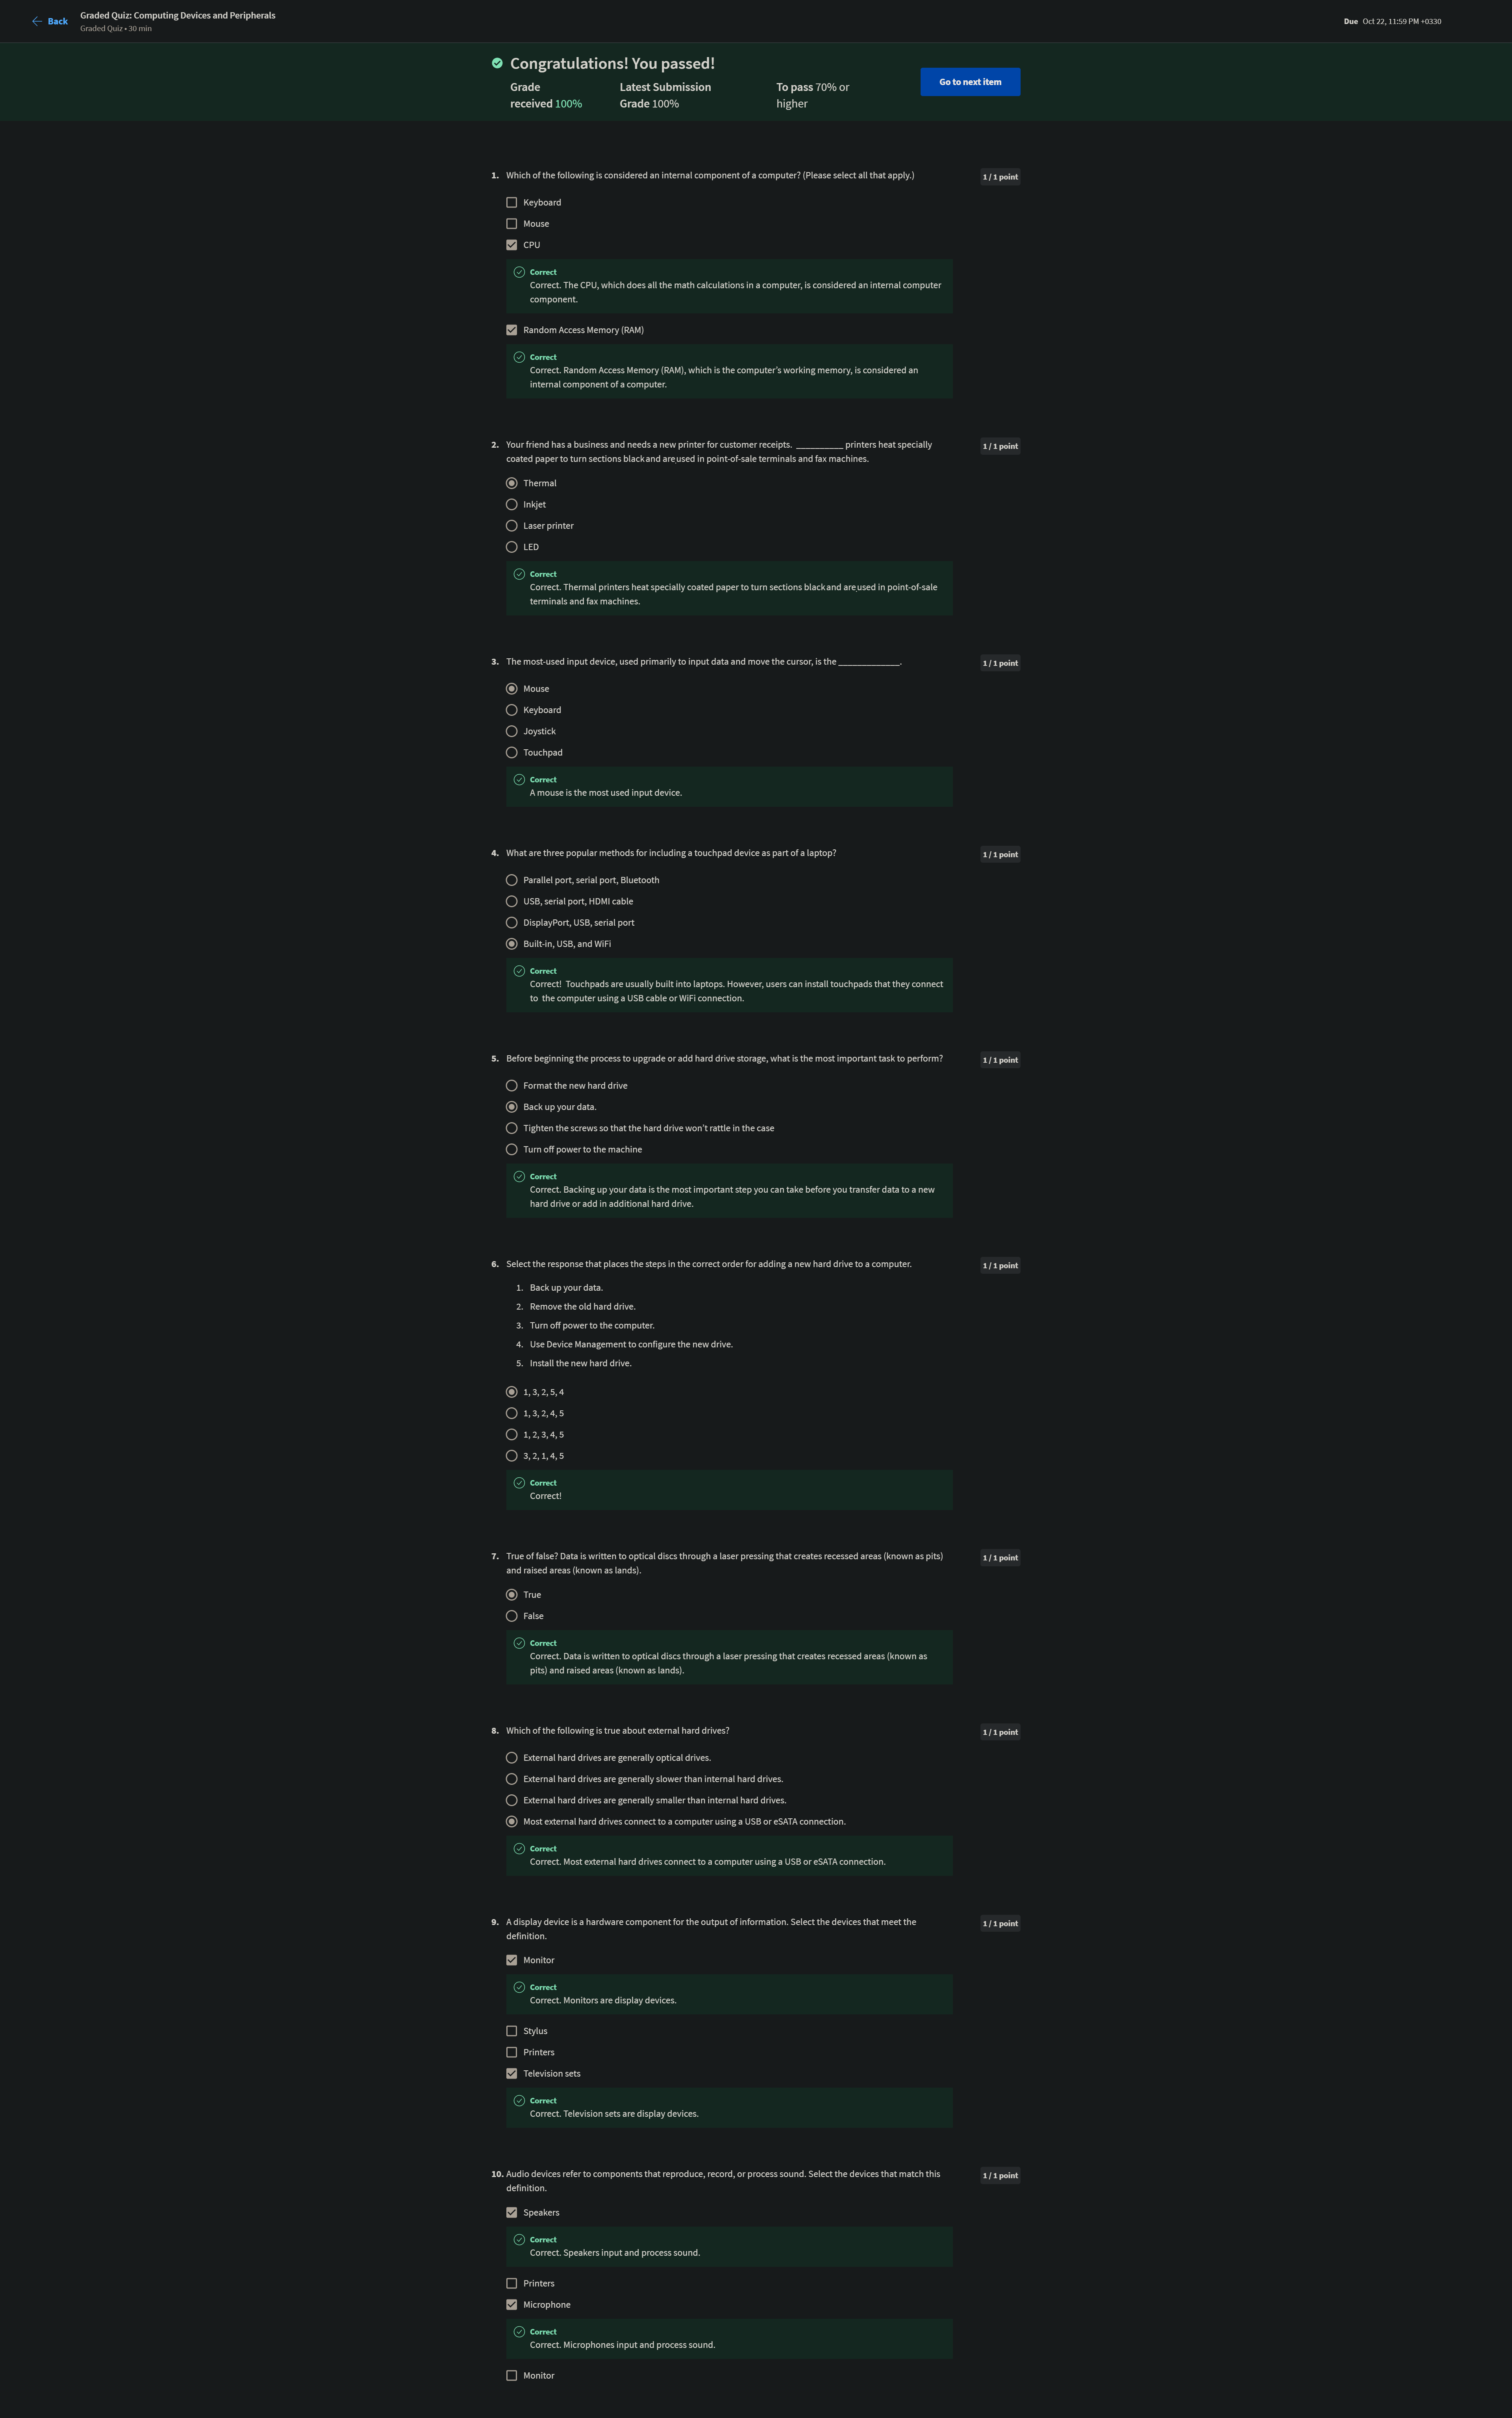 Back
Graded Quiz: Computing Devices and Peripherals
Graded Quiz • 30 min
Due Oct 22, 11:59 PM +0330
Congratulations! You passed!
Grade
received 100%
Latest Submission
Grade 100%
To pass 70% or
higher
Go to next item
1. Which of the following is considered an internal component of a computer? (Please select all that apply.)
1 / 1 point
Keyboard
Mouse
CPU
Correct
Correct. The CPU, which does all the math calculations in a computer, is considered an internal computer
component.
Random Access Memory (RAM)
Correct
Correct. Random Access Memory (RAM), which is the computer's working memory, is considered an
internal component of a computer.
2. Your friend has a business and needs a new printer for customer receipts. __________ printers heat specially
coated paper to turn sections black and are used in point-of-sale terminals and fax machines.
1 / 1 point
Thermal
Inkjet
Laser printer
LED
Correct
Correct. Thermal printers heat specially coated paper to turn sections black and are used in point-of-sale
terminals and fax machines.
3. The most-used input device, used primarily to input data and move the cursor, is the _____________.
1 / 1 point
Mouse
Keyboard
Joystick
Touchpad
Correct
A mouse is the most used input device.
4. What are three popular methods for including a touchpad device as part of a laptop?
1 / 1 point
Parallel port, serial port, Bluetooth
USB, serial port, HDMI cable
DisplayPort, USB, serial port
Built-in, USB, and WiFi
Correct
Correct! Touchpads are usually built into laptops. However, users can install touchpads that they connect
to the computer using a USB cable or WiFi connection.
5. Before beginning the process to upgrade or add hard drive storage, what is the most important task to perform?
1 / 1 point
Format the new hard drive
Back up your data.
Tighten the screws so that the hard drive won't rattle in the case
Turn off power to the machine
Correct
Correct. Backing up your data is the most important step you can take before you transfer data to a new
hard drive or add in additional hard drive.
6. Select the response that places the steps in the correct order for adding a new hard drive to a computer.
1 / 1 point
1. Back up your data.
2. Remove the old hard drive.
3. Turn off power to the computer.
4. Use Device Management to configure the new drive.
5. Install the new hard drive.
1, 3, 2, 5, 4
1, 3, 2, 4, 5
1, 2, 3, 4, 5
3, 2, 1, 4, 5
Correct
Correct!
7. True of false? Data is written to optical discs through a laser pressing that creates recessed areas (known as pits)
and raised areas (known as lands).
1 / 1 point
True
False
Correct
Correct. Data is written to optical discs through a laser pressing that creates recessed areas (known as
pits) and raised areas (known as lands).
8. Which of the following is true about external hard drives?
1 / 1 point
External hard drives are generally optical drives.
External hard drives are generally slower than internal hard drives.
External hard drives are generally smaller than internal hard drives.
Most external hard drives connect to a computer using a USB or eSATA connection.
Correct
Correct. Most external hard drives connect to a computer using a USB or eSATA connection.
9. A display device is a hardware component for the output of information. Select the devices that meet the
definition.
1 / 1 point
Monitor
Correct
Correct. Monitors are display devices.
Stylus
Printers
Television sets
Correct
Correct. Television sets are display devices.
10. Audio devices refer to components that reproduce, record, or process sound. Select the devices that match this
definition.
1 / 1 point
Speakers
Correct
Correct. Speakers input and process sound.
Printers
Microphone
Correct
Correct. Microphones input and process sound.
Monitor